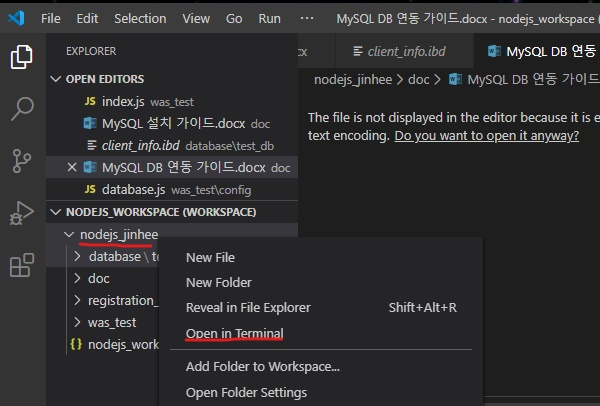 File Edit Selection View Go Run ... MySQL DB 연동 가이드.docx - nodejs_workspace (
EXPLORER
cx client_info.ibd MySQL DB 연동 가이드
OPEN EDITORS
JS index.js was_test
MySQL 설치 가이드.docx doc
client_info.ibd database\test_db
MySQL DB 연동 가이드.docx doc
JS database.js was_test\config
nodejs_jinhee > doc > MySQL DB 연동 가이드
The file is not displayed in the editor because it is e
text encoding. Do you want to open it anyway?
NODEJS_WORKSPACE (WORKSPACE)
nodejs_jinhee
database \ te
doc
registration_
was_test
{} nodejs_work
New File
New Folder
Reveal in File Explorer Shift+Alt+R
Open in Terminal
Add Folder to Workspace...
Open Folder Settings